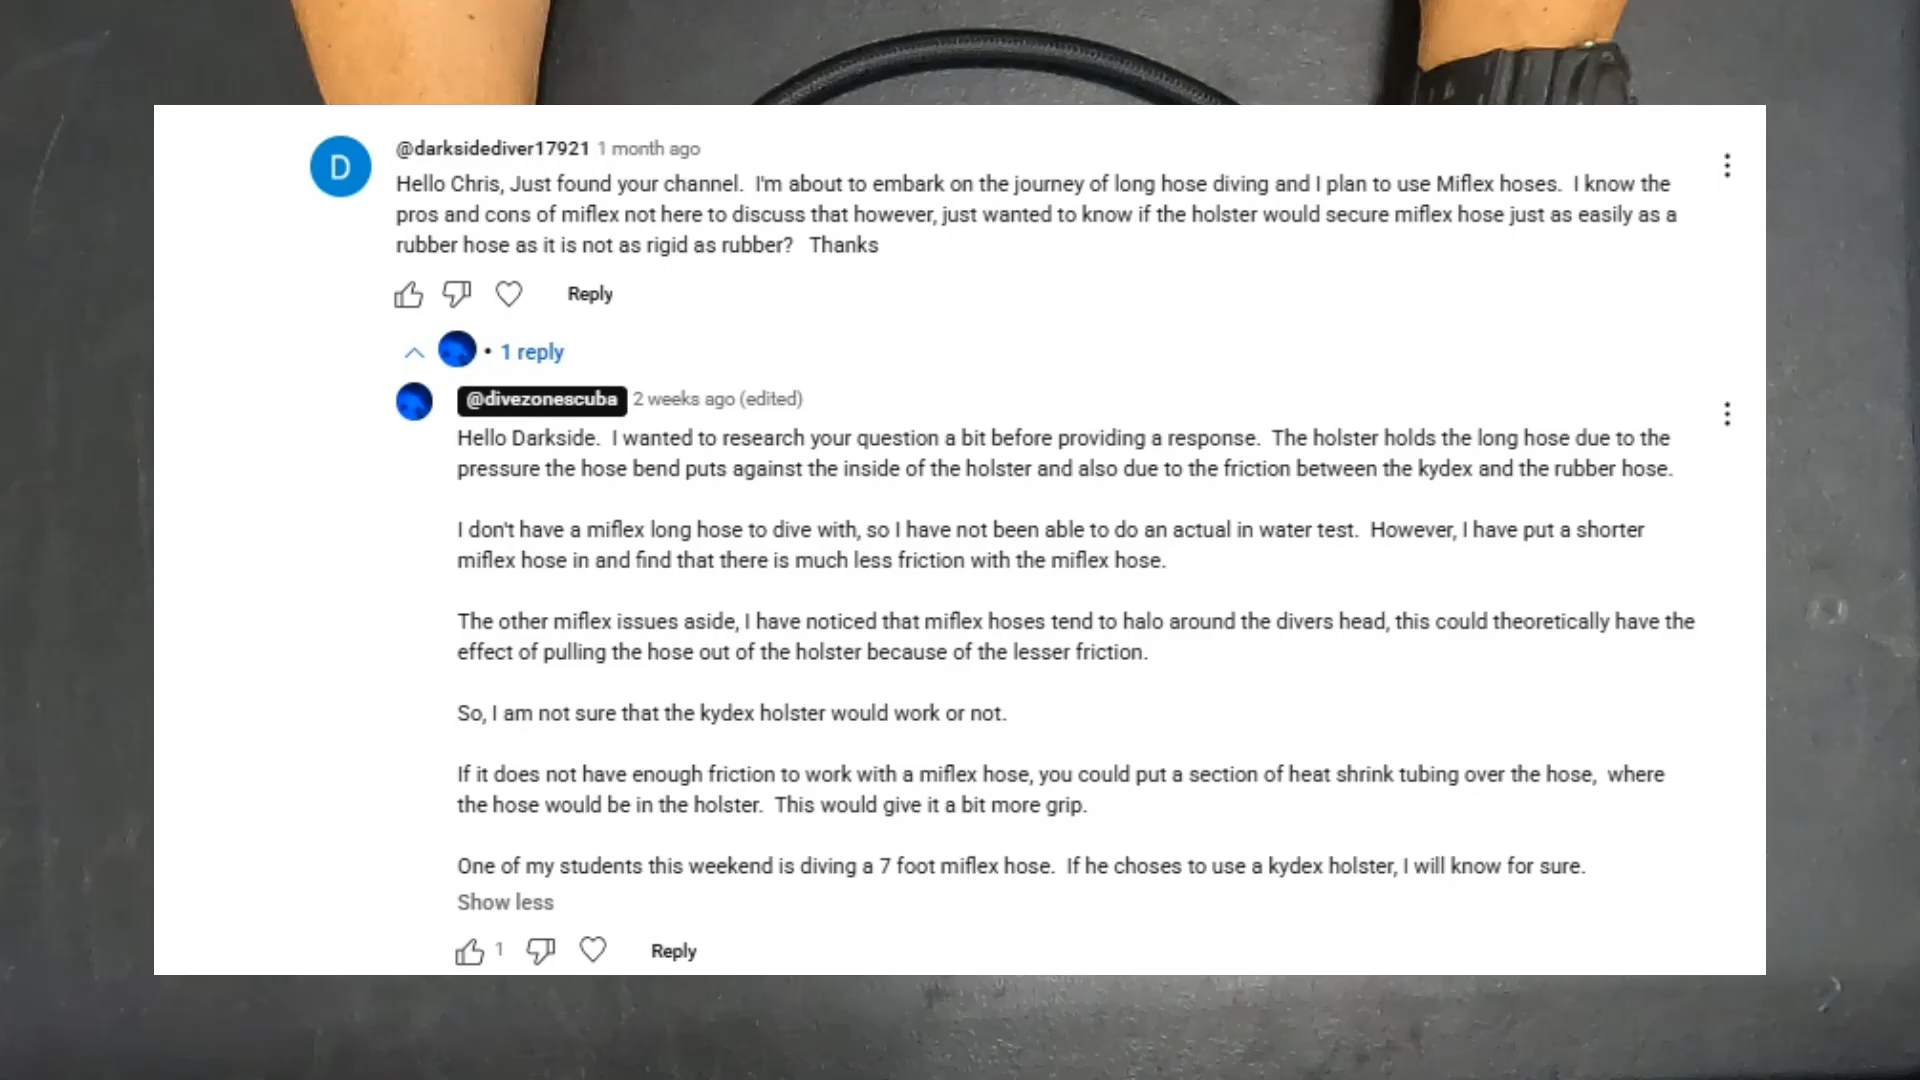 D
@darksidediver17921 1 month ago
Hello Chris, Just found your channel.  I'm about to embark on the journey of long hose diving and I plan to use Miflex hoses.  I know the
pros and cons of miflex not here to discuss that however, just wanted to know if the holster would secure miflex hose just as easily as a
rubber hose as it is not as rigid as rubber?   Thanks
Reply
• 1 reply
@divezonescuba 2 weeks ago (edited)
Hello Darkside.  I wanted to research your question a bit before providing a response.  The holster holds the long hose due to the
pressure the hose bend puts against the inside of the holster and also due to the friction between the kydex and the rubber hose.
I don't have a miflex long hose to dive with, so I have not been able to do an actual in water test.  However, I have put a shorter
miflex hose in and find that there is much less friction with the miflex hose.
The other miflex issues aside, I have noticed that miflex hoses tend to halo around the divers head, this could theoretically have the
effect of pulling the hose out of the holster because of the lesser friction.
So, I am not sure that the kydex holster would work or not.
If it does not have enough friction to work with a miflex hose, you could put a section of heat shrink tubing over the hose,  where
the hose would be in the holster.  This would give it a bit more grip.
One of my students this weekend is diving a 7 foot miflex hose.  If he choses to use a kydex holster, I will know for sure.
Show less
1 Reply